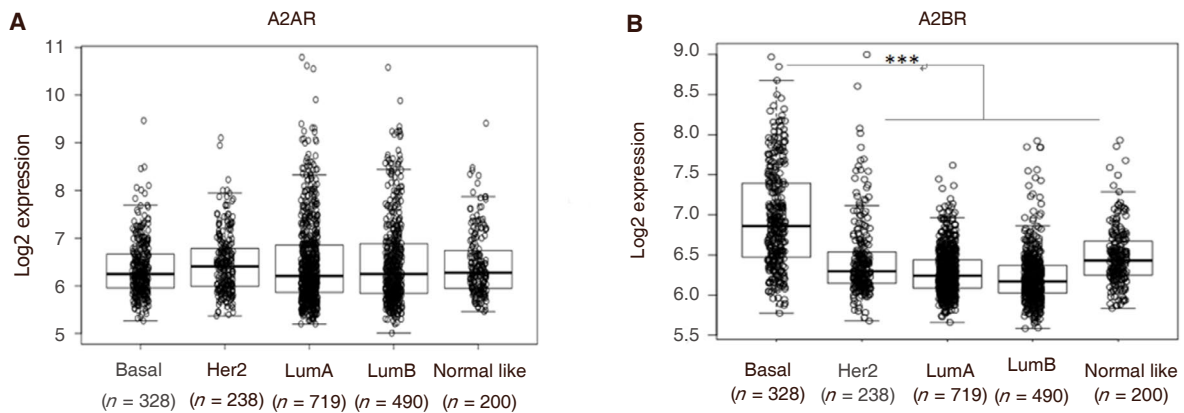 A
A2AR
Log2 expression
11
10
9
8
7
6
5
Basal Her2 LumA LumB Normal like
(n = 328) (n = 238) (n = 719) (n = 490) (n = 200)
B
A2BR
Log2 expression
9.0
8.5
8.0
7.5
7.0
6.5
6.0
5.5
***
Basal Her2 LumA LumB Normal like
(n = 328) (n = 238) (n = 719) (n = 490) (n = 200)